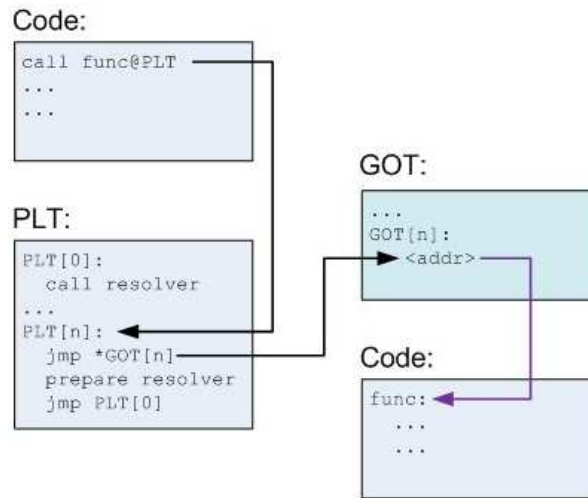 Code:
call func@PLT
...
...
PLT:
PLT[0]:
call resolver
...
PLT[n]:
jmp *GOT[n]
prepare resolver
jmp PLT[0]
GOT:
...
GOT[n]:
<addr>
Code:
func:
...
...